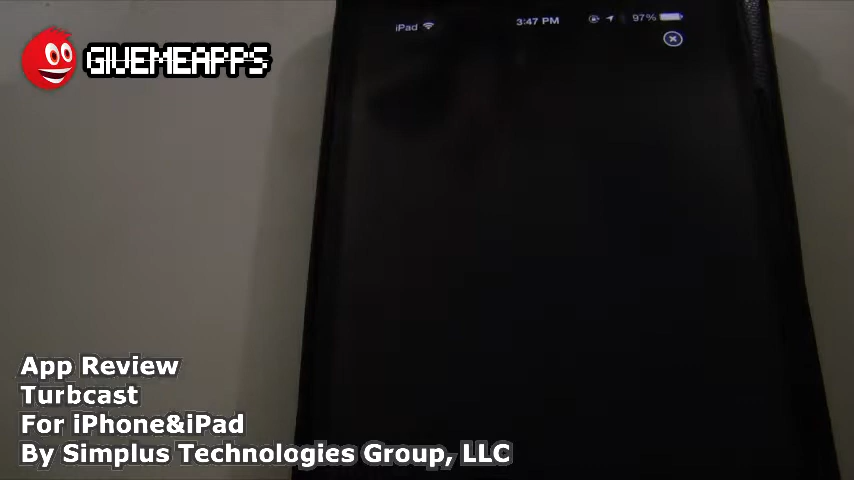 GIVEMEAPPS
iPad 3:47 PM 97%
App Review
Turbcast
For iPhone&iPad
By Simplus Technologies Group, LLC